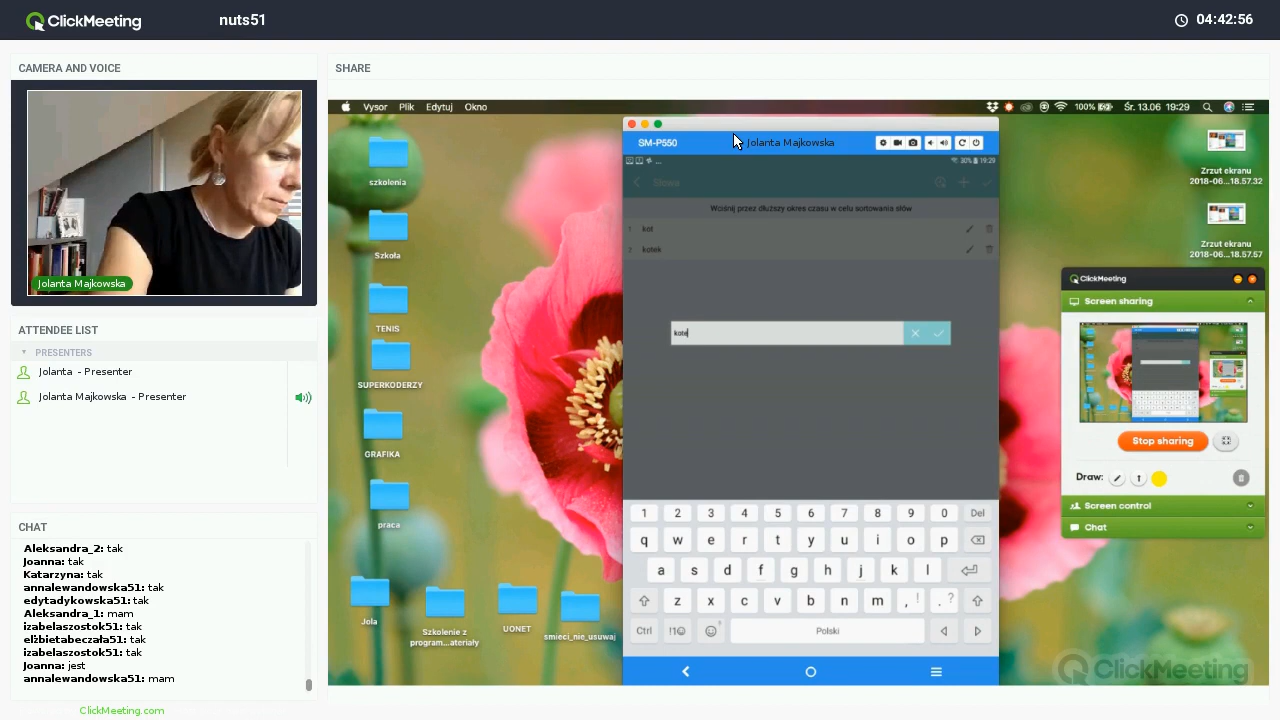 ClickMeeting
nuts51
04:42:56
CAMERA AND VOICE
SHARE
Jolanta Majkowska
ATTENDEE LIST
PRESENTERS
Jolanta - Presenter
Jolanta Majkowska - Presenter
CHAT
Aleksandra_2: tak
Joanna: tak
Katarzyna: tak
annalewandowska51: tak
edytadykowska51: tak
Aleksandra_1: mam
izabelaszostok51: tak
elżbietabeczała51: tak
izabelaszostok51: tak
Joanna: jest
annalewandowska51: mam
ClickMeeting.com
Vysor Plik Edytuj Okno
100% Śr. 13.06 19:29
szkolenia
Szkoła
TENIS
SUPERKODERZY
GRAFIKA
praca
Jola
Szkolenie z
program...ateriały
UONET
smieci_nie_usuwaj
SM-P550
Jolanta Majkowska
30% 19:29
Słowa
Wciśnij przez dłuższy okres czasu w celu sortowania słów
1 kot
2 kotek
kote
1 2 3 4 5 6 7 8 9 0 Del
q w e r t y u i o p
a s d f g h j k l
z x c v b n m , ! . ?
Ctrl !1☺ Polski
Zrzut ekranu
2018-06...18.57.32
Zrzut ekranu
2018-06...18.57.57
ClickMeeting
Screen sharing
Stop sharing
Draw:
Screen control
Chat
ClickMeeting